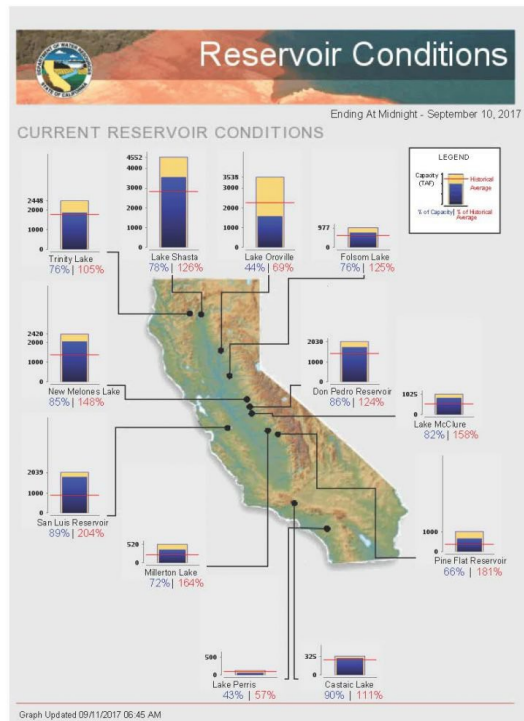 Reservoir Conditions
Ending At Midnight - September 10, 2017
CURRENT RESERVOIR CONDITIONS
LEGEND
Capacity
(TAF)
Historical
Average
% of Capacity | % of Historical
Average
2448
2000
1000
0
Trinity Lake
76% | 105%
4552
4000
3000
2000
1000
0
Lake Shasta
78% | 126%
3538
3000
2000
1000
0
Lake Oroville
44% | 69%
977
0
Folsom Lake
76% | 125%
2420
2000
1000
0
New Melones Lake
85% | 148%
2030
1000
0
Don Pedro Reservoir
86% | 124%
1025
0
Lake McClure
82% | 158%
2039
1000
0
San Luis Reservoir
89% | 204%
520
0
Millerton Lake
72% | 164%
1000
0
Pine Flat Reservoir
66% | 181%
500
0
Lake Perris
43% | 57%
325
0
Castaic Lake
90% | 111%
Graph Updated 09/11/2017 06:45 AM